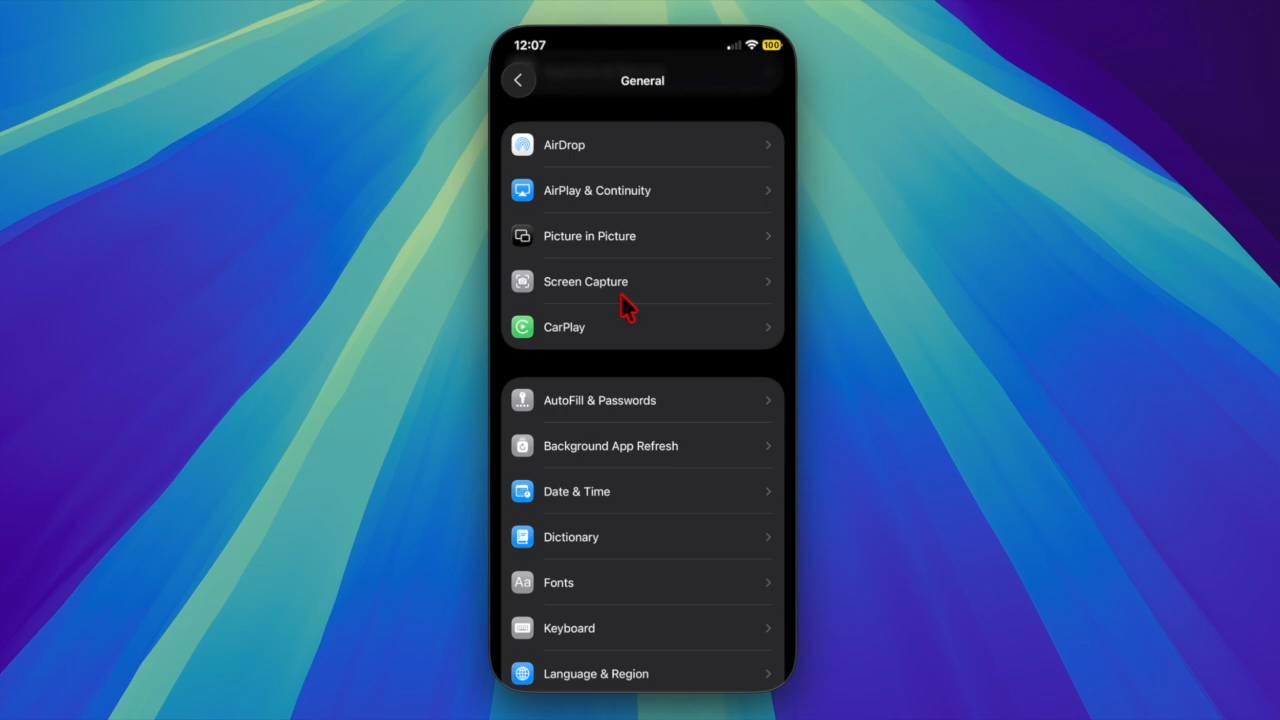 12:07
100
General
AirDrop
AirPlay & Continuity
Picture in Picture
Screen Capture
CarPlay
AutoFill & Passwords
Background App Refresh
Date & Time
Dictionary
Aa Fonts
Keyboard
Language & Region